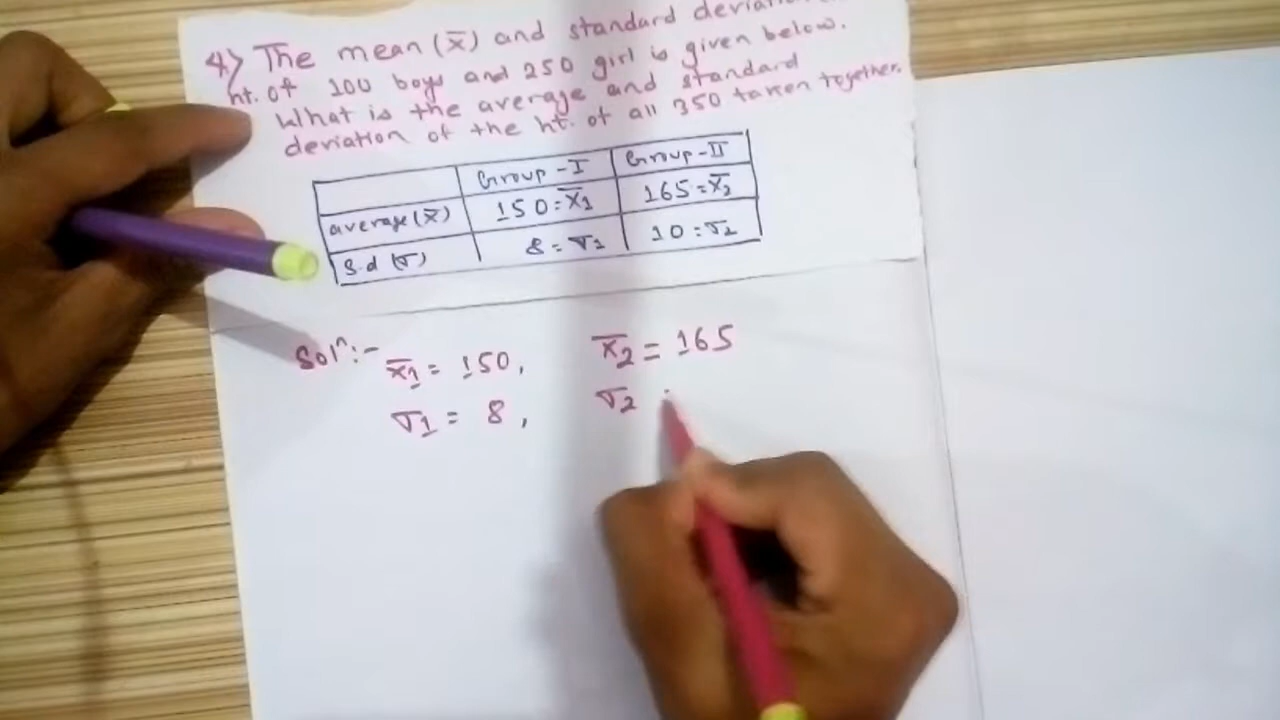 4) The mean (x̄) and standard
ht. of 100 boys and 250 girl is given below.
What is the average and standard
deviation of the ht. of all 350 taken together.
Group-I Group-II
average(x̄) 150=x̄1 165=x̄2
S.d (σ) 8=σ1 10=σ2
Solⁿ:- x̄1 = 150, x̄2 = 165
σ1 = 8, σ2